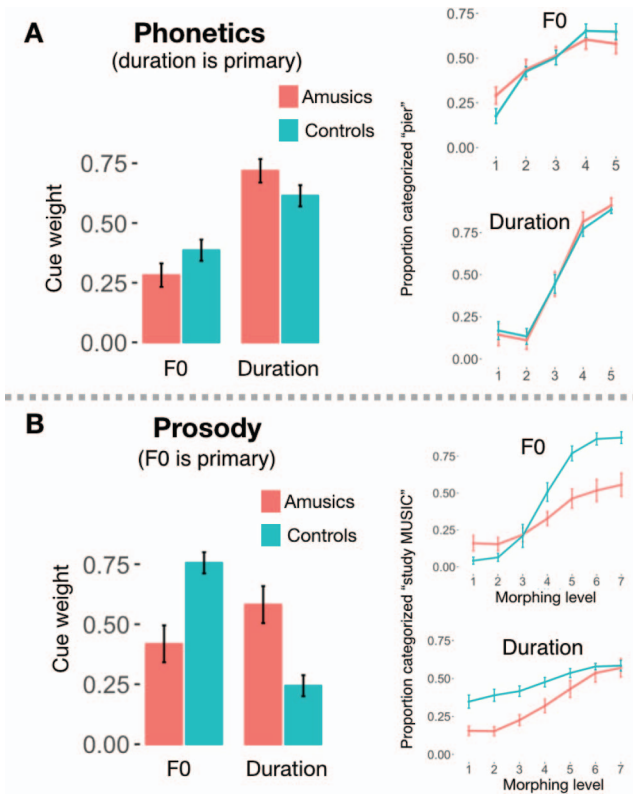 A
Phonetics
(duration is primary)
Amusics
Controls
Cue weight
0.75
0.50
0.25
0.00
F0
Duration
Proportion categorized "pier"
F0
0.75
0.50
0.25
0.00
1 2 3 4 5
Duration
0.75
0.50
0.25
0.00
1 2 3 4 5
B
Prosody
(F0 is primary)
Amusics
Controls
Cue weight
0.75
0.50
0.25
0.00
F0
Duration
Proportion categorized "study MUSIC"
F0
0.75
0.50
0.25
0.00
1 2 3 4 5 6 7
Morphing level
Duration
0.75
0.50
0.25
0.00
1 2 3 4 5 6 7
Morphing level